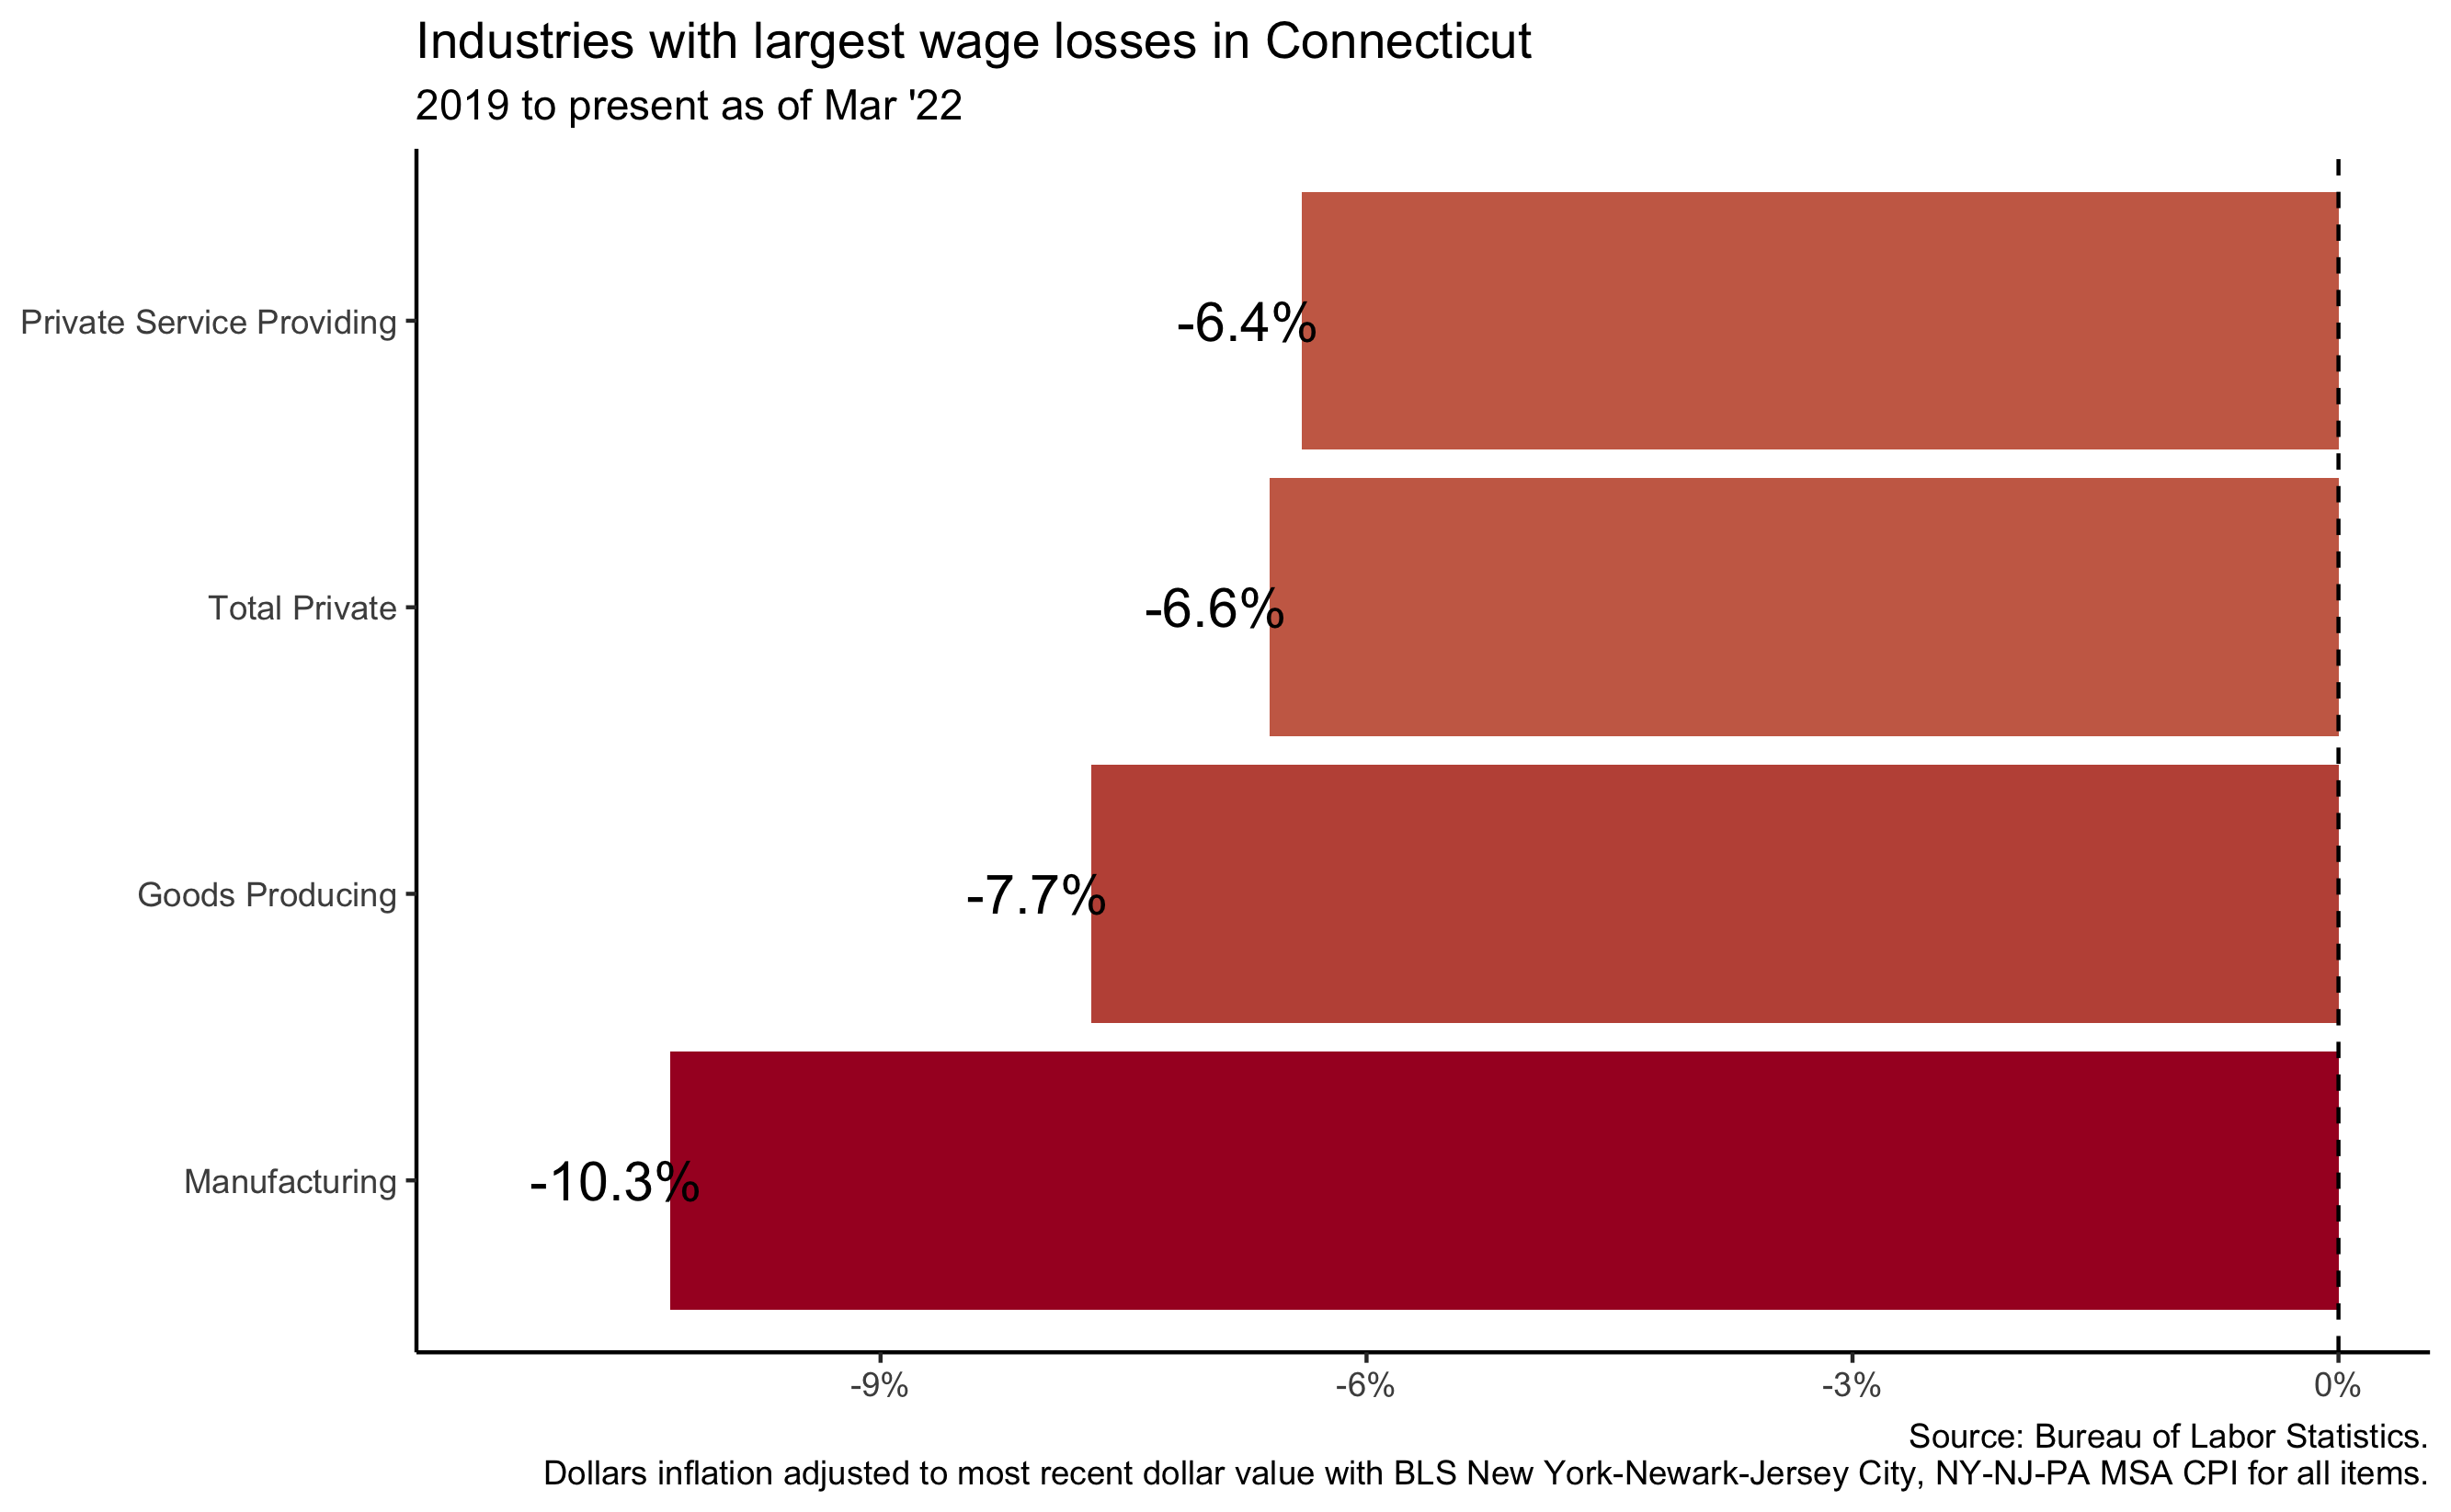 Industries with largest wage losses in Connecticut
2019 to present as of Mar '22
Private Service Providing
-6.4%
Total Private
-6.6%
Goods Producing
-7.7%
Manufacturing
-10.3%
-9%
-6%
-3%
0%
Source: Bureau of Labor Statistics.
Dollars inflation adjusted to most recent dollar value with BLS New York-Newark-Jersey City, NY-NJ-PA MSA CPI for all items.